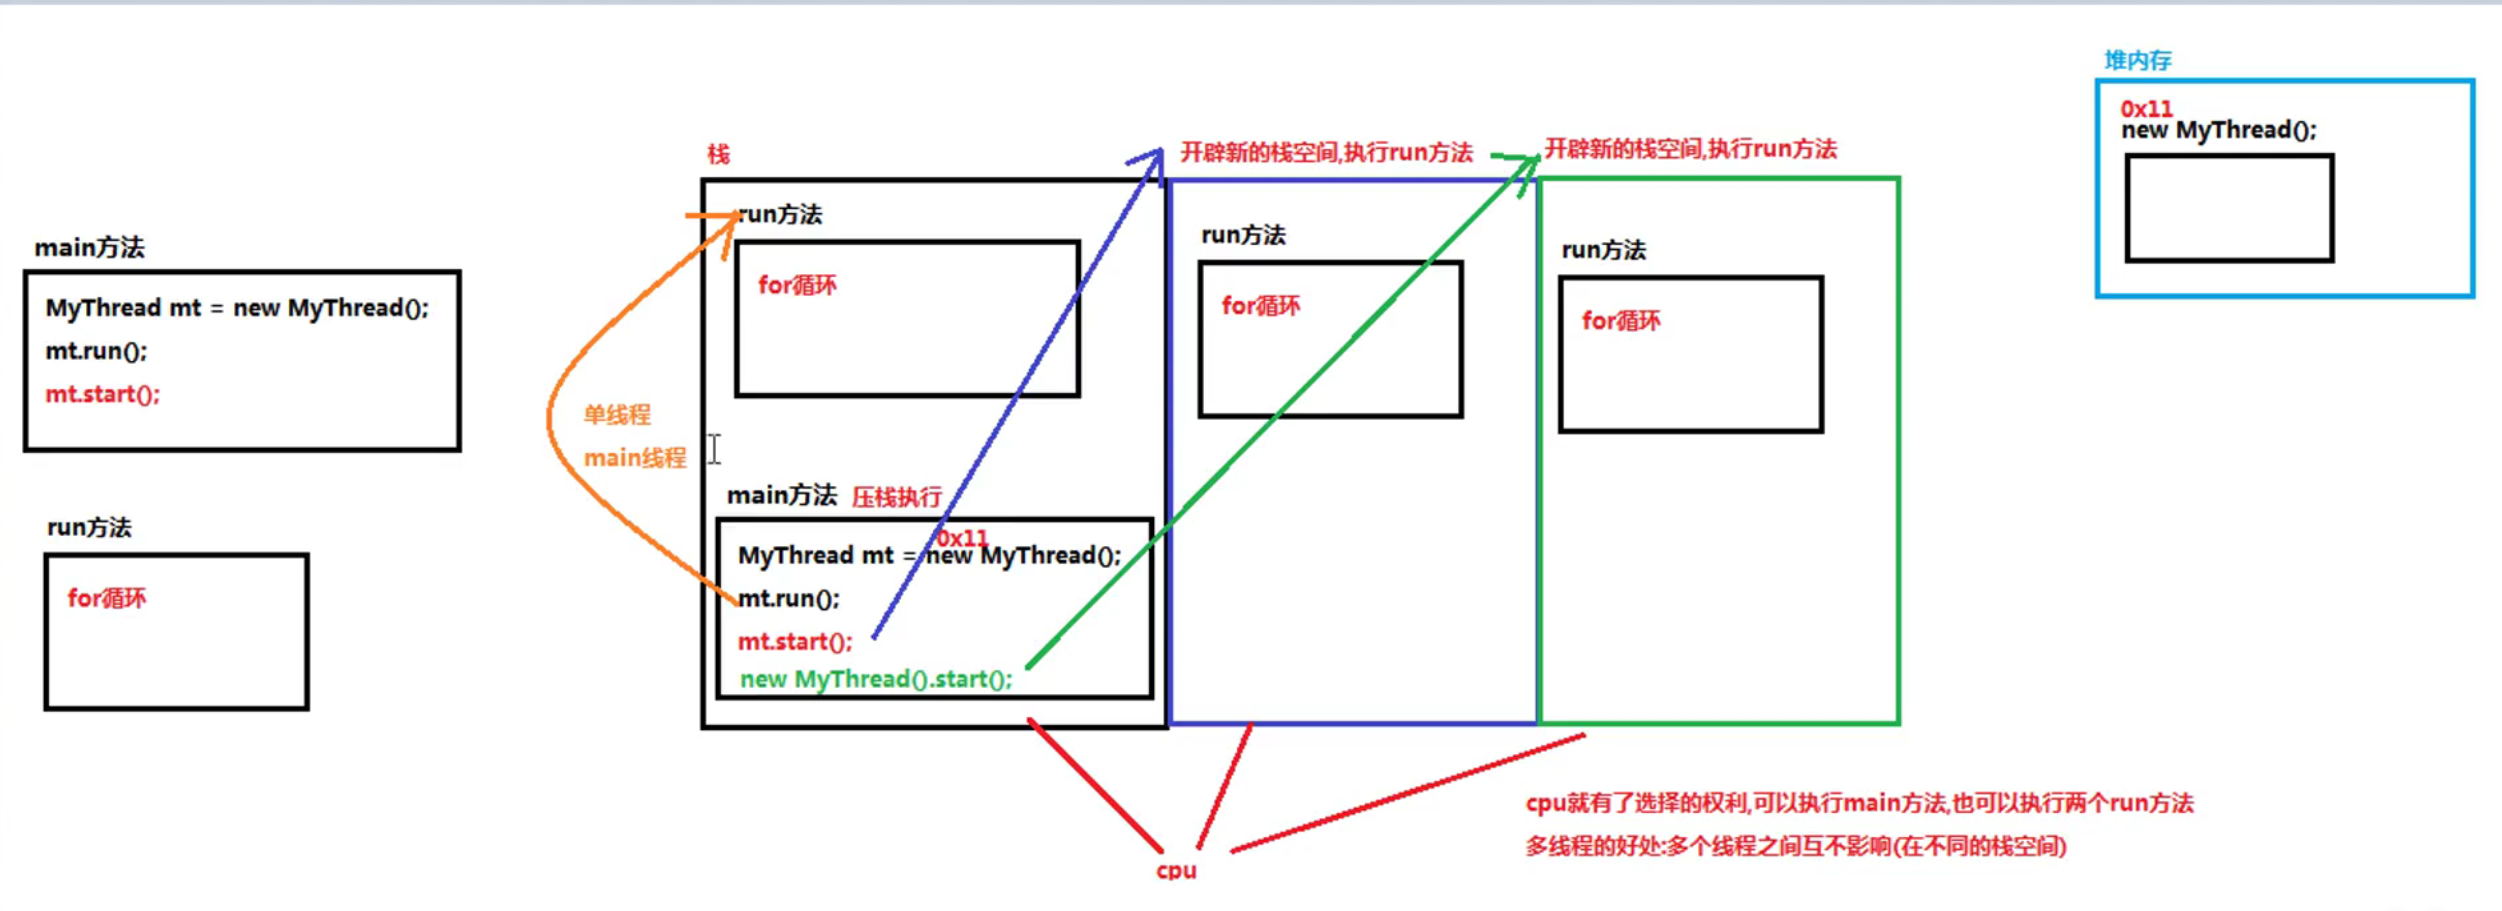 堆内存
0x11
new MyThread();
栈
开辟新的栈空间,执行run方法
开辟新的栈空间,执行run方法
main方法
MyThread mt = new MyThread();
mt.run();
mt.start();
run方法
for循环
单线程
main线程
run方法
for循环
main方法 压栈执行
0x11
MyThread mt = new MyThread();
mt.run();
mt.start();
new MyThread().start();
run方法
for循环
run方法
for循环
cpu
cpu就有了选择的权利,可以执行main方法,也可以执行两个run方法
多线程的好处:多个线程之间互不影响(在不同的栈空间)